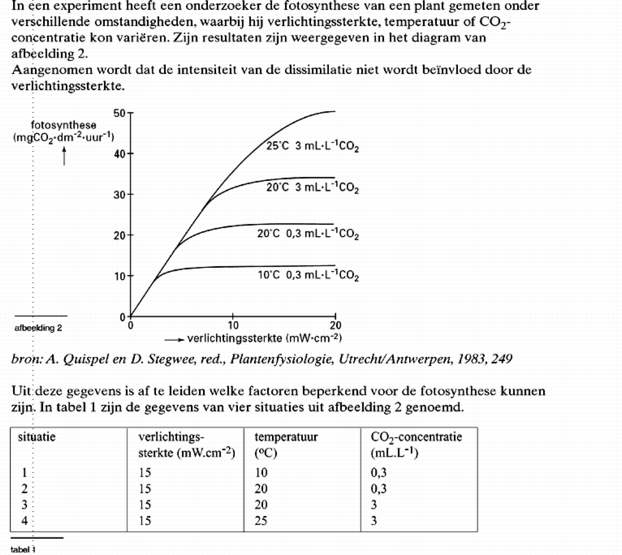 In een experiment heeft een onderzoeker de fotosynthese van een plant gemeten onder
verschillende omstandigheden, waarbij hij verlichtingssterkte, temperatuur of CO₂-
concentratie kon variëren. Zijn resultaten zijn weergegeven in het diagram van
afbeelding 2.
Aangenomen wordt dat de intensiteit van de dissimilatie niet wordt beïnvloed door de
verlichtingssterkte.
fotosynthese
(mgCO₂·dm⁻²·uur⁻¹)
50
40
30
20
10
0
25°C 3 mL·L⁻¹CO₂
20°C 3 mL·L⁻¹CO₂
20°C 0,3 mL·L⁻¹CO₂
10°C 0,3 mL·L⁻¹CO₂
0 10 20
→ verlichtingssterkte (mW·cm⁻²)
afbeelding 2
bron: A. Quispel en D. Stegwee, red., Plantenfysiologie, Utrecht/Antwerpen, 1983, 249
Uit deze gegevens is af te leiden welke factoren beperkend voor de fotosynthese kunnen
zijn. In tabel 1 zijn de gegevens van vier situaties uit afbeelding 2 genoemd.
situatie verlichtings- temperatuur CO₂-concentratie
sterkte (mW.cm⁻²) (°C) (mL.L⁻¹)
1 15 10 0,3
2 15 20 0,3
3 15 20 3
4 15 25 3
tabel 1